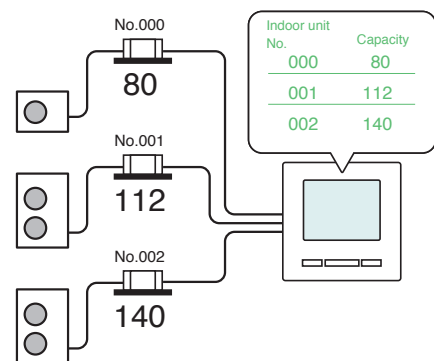 No.000
80
No.001
112
No.002
140
Indoor unit
No. Capacity
000 80
001 112
002 140